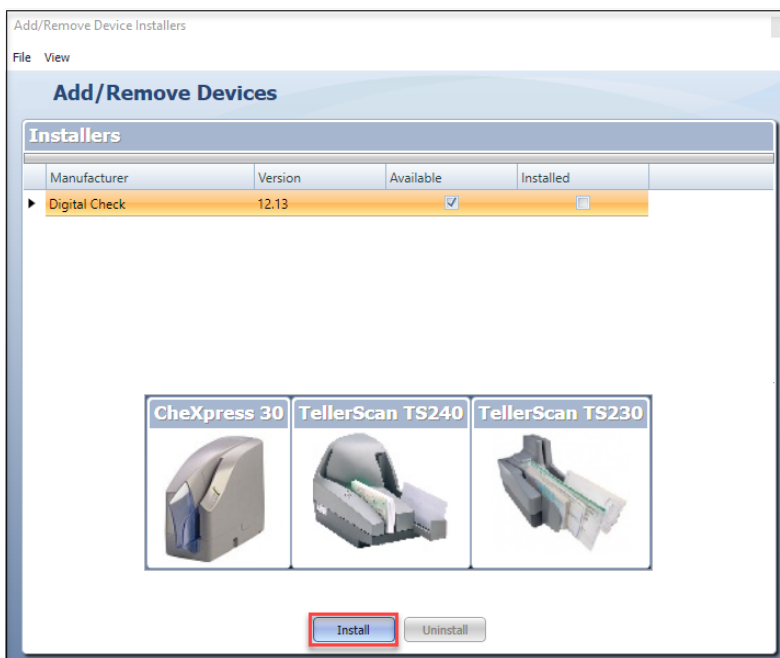 Add/Remove Device Installers
File View
Add/Remove Devices
Installers
Manufacturer Version Available Installed
Digital Check 12.13
CheXpress 30 TellerScan TS240 TellerScan TS230
Install Uninstall